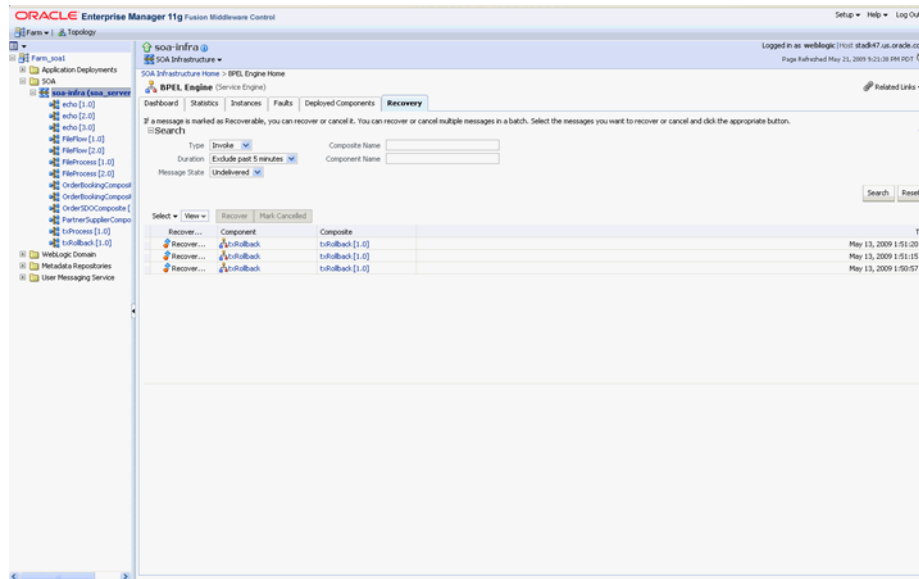 ORACLE Enterprise Manager 11g Fusion Middleware Control
Setup Help Log Out
Farm Topology
Farm_soa1
Application Deployments
SOA
soa-infra (soa_server
echo [1.0]
echo [2.0]
echo [3.0]
FileFlow [1.0]
FileFlow [2.0]
FileProcess [1.0]
FileProcess [2.0]
OrderBookingComposit
OrderBookingComposit
OrderSDOComposite [
PartnerSupplierCompo
txProcess [1.0]
txRollback [1.0]
WebLogic Domain
Metadata Repositories
User Messaging Service
soa-infra
SOA Infrastructure
Logged in as weblogic|Host stadk47.us.oracle.co
Page Refreshed May 21, 2009 9:21:38 PM PDT
SOA Infrastructure Home > BPEL Engine Home
BPEL Engine (Service Engine)
Related Links
Dashboard Statistics Instances Faults Deployed Components Recovery
If a message is marked as Recoverable, you can recover or cancel it. You can recover or cancel multiple messages in a batch. Select the messages you want to recover or cancel and click the appropriate button.
Search
Type Invoke Composite Name
Duration Exclude past 5 minutes Component Name
Message State Undelivered
Search Reset
Select View Recover Mark Cancelled
Recover... Component Composite T
Recover... txRollback txRollback [1.0] May 13, 2009 1:51:20
Recover... txRollback txRollback [1.0] May 13, 2009 1:51:15
Recover... txRollback txRollback [1.0] May 13, 2009 1:50:57